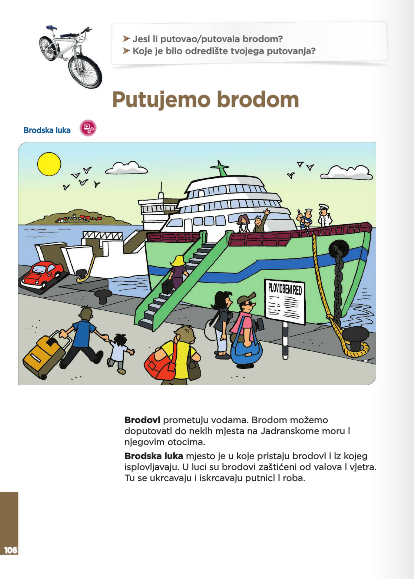 ➤ Jesi li putovao/putovala brodom?
➤ Koje je bilo odredište tvojega putovanja?
Putujemo brodom
Brodska luka
PLOVIDBENI RED
Brodovi prometuju vodama. Brodom možemo
doputovati do nekih mjesta na Jadranskome moru i
njegovim otocima.
Brodska luka mjesto je u koje pristaju brodovi i iz kojeg
isplovljavaju. U luci su brodovi zaštićeni od valova i vjetra.
Tu se ukrcavaju i iskrcavaju putnici i roba.
106